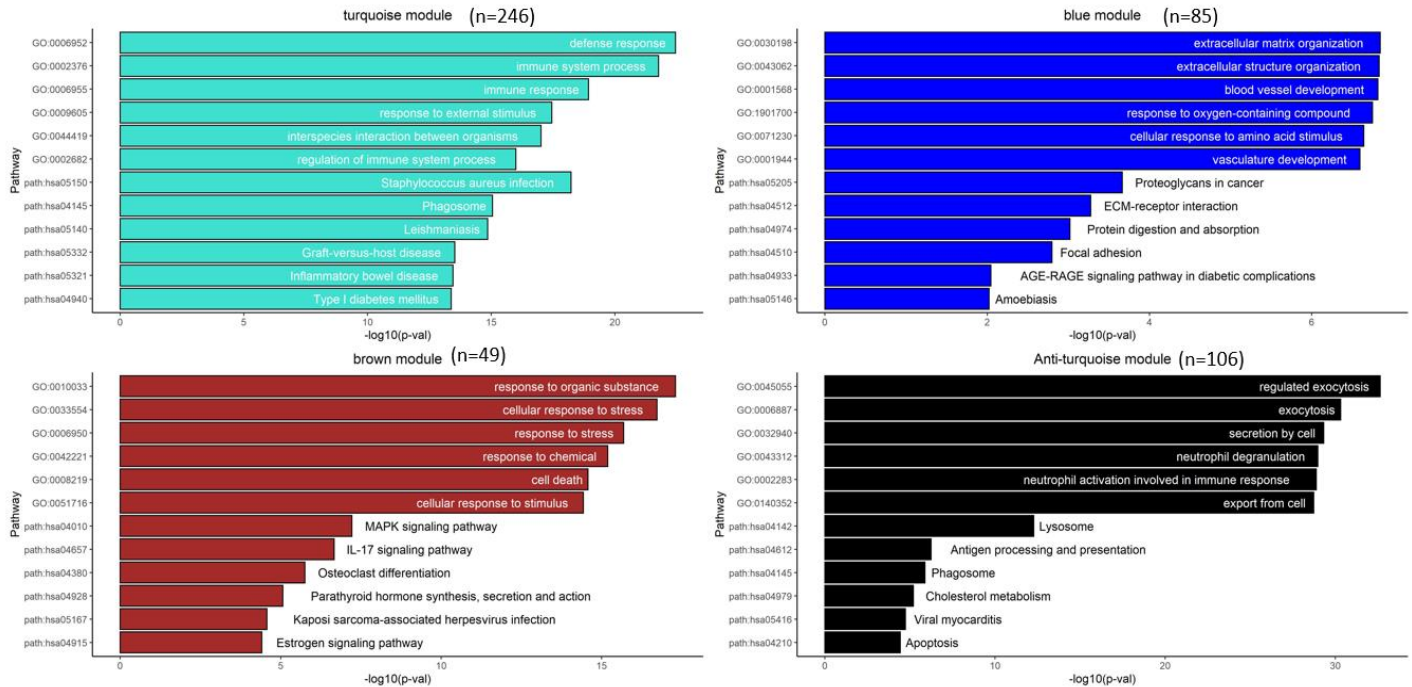 turquoise module (n=246)
Pathway
GO:0006952 defense response
GO:0002376 immune system process
GO:0006955 immune response
GO:0009605 response to external stimulus
GO:0044419 interspecies interaction between organisms
GO:0002682 regulation of immune system process
path:hsa05150 Staphylococcus aureus infection
path:hsa04145 Phagosome
path:hsa05140 Leishmaniasis
path:hsa05332 Graft-versus-host disease
path:hsa05321 Inflammatory bowel disease
path:hsa04940 Type I diabetes mellitus
0 5 10 15 20
-log10(p-val)
blue module (n=85)
Pathway
GO:0030198 extracellular matrix organization
GO:0043062 extracellular structure organization
GO:0001568 blood vessel development
GO:1901700 response to oxygen-containing compound
GO:0071230 cellular response to amino acid stimulus
GO:0001944 vasculature development
path:hsa05205 Proteoglycans in cancer
path:hsa04512 ECM-receptor interaction
path:hsa04974 Protein digestion and absorption
path:hsa04510 Focal adhesion
path:hsa04933 AGE-RAGE signaling pathway in diabetic complications
path:hsa05146 Amoebiasis
0 2 4 6
-log10(p-val)
brown module (n=49)
Pathway
GO:0010033 response to organic substance
GO:0033554 cellular response to stress
GO:0006950 response to stress
GO:0042221 response to chemical
GO:0008219 cell death
GO:0051716 cellular response to stimulus
path:hsa04010 MAPK signaling pathway
path:hsa04657 IL-17 signaling pathway
path:hsa04380 Osteoclast differentiation
path:hsa04928 Parathyroid hormone synthesis, secretion and action
path:hsa05167 Kaposi sarcoma-associated herpesvirus infection
path:hsa04915 Estrogen signaling pathway
0 5 10 15
-log10(p-val)
Anti-turquoise module (n=106)
Pathway
GO:0045055 regulated exocytosis
GO:0006887 exocytosis
GO:0032940 secretion by cell
GO:0043312 neutrophil degranulation
GO:0002283 neutrophil activation involved in immune response
GO:0140352 export from cell
path:hsa04142 Lysosome
path:hsa04612 Antigen processing and presentation
path:hsa04145 Phagosome
path:hsa04979 Cholesterol metabolism
path:hsa05416 Viral myocarditis
path:hsa04210 Apoptosis
0 10 20 30
-log10(p-val)